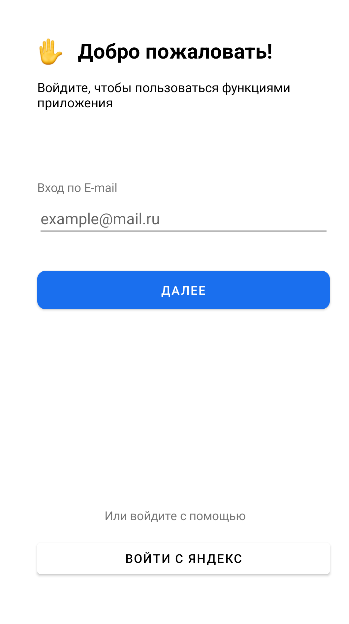 Добро пожаловать!
Войдите, чтобы пользоваться функциями
приложения
Вход по E-mail
example@mail.ru
ДАЛЕЕ
Или войдите с помощью
ВОЙТИ С ЯНДЕКС